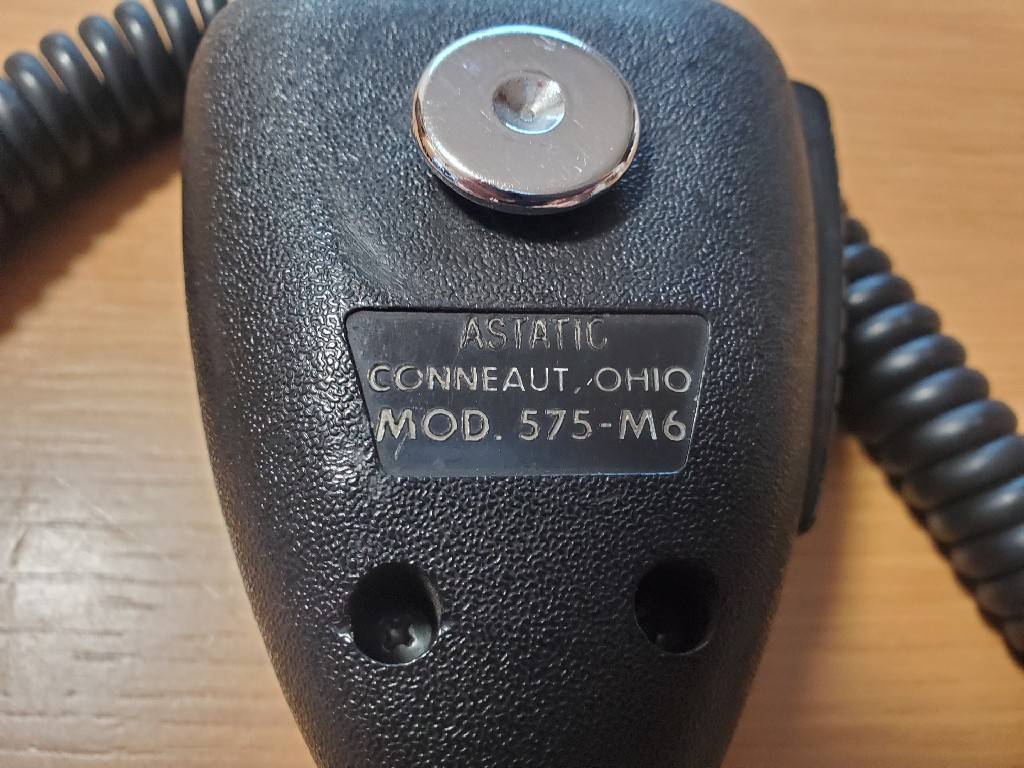 ASTATIC
CONNEAUT, OHIO
MOD. 575-M6